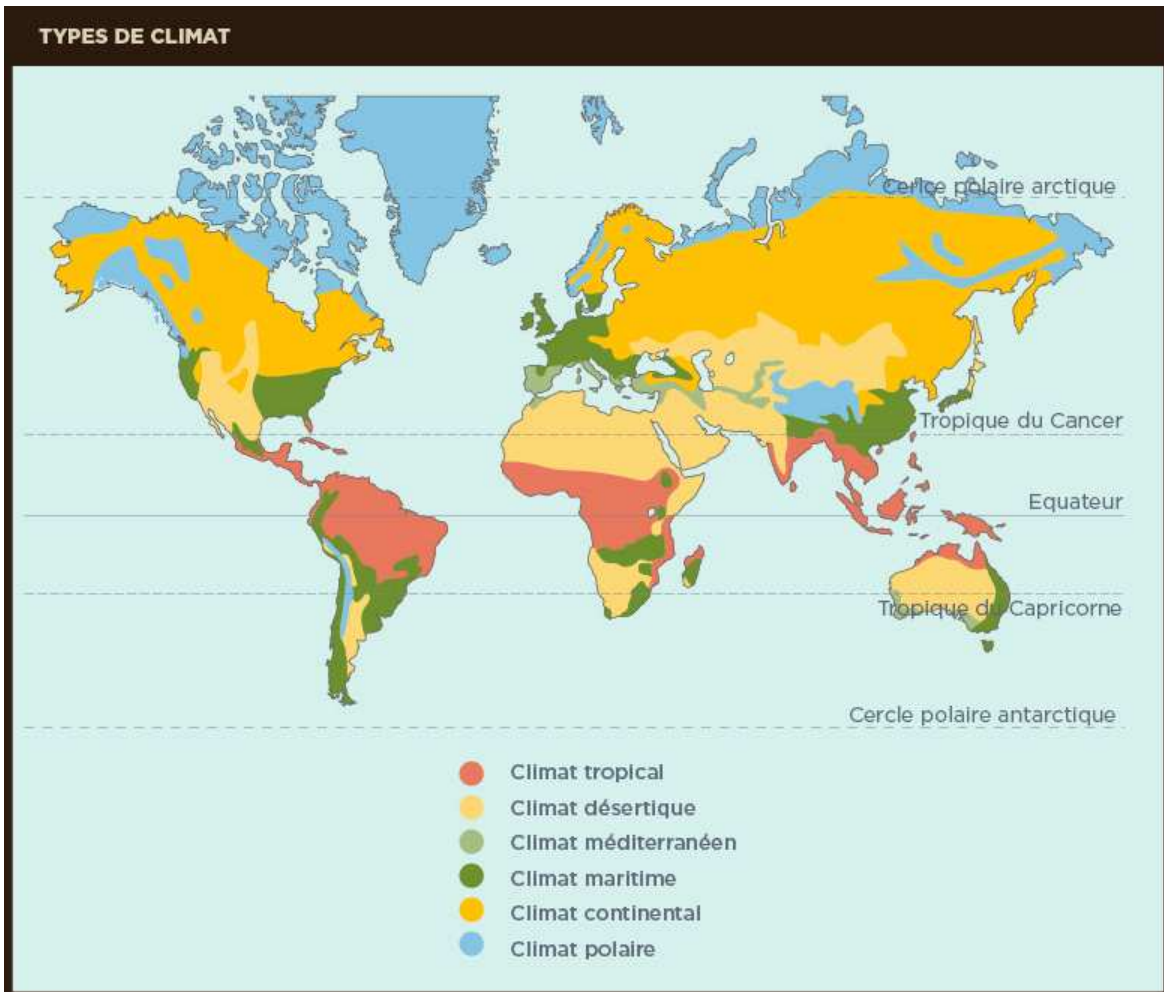 TYPES DE CLIMAT
Cerlce polaire arctique
Tropique du Cancer
Equateur
Tropique du Capricorne
Cercle polaire antarctique
Climat tropical
Climat désertique
Climat méditerranéen
Climat maritime
Climat continental
Climat polaire